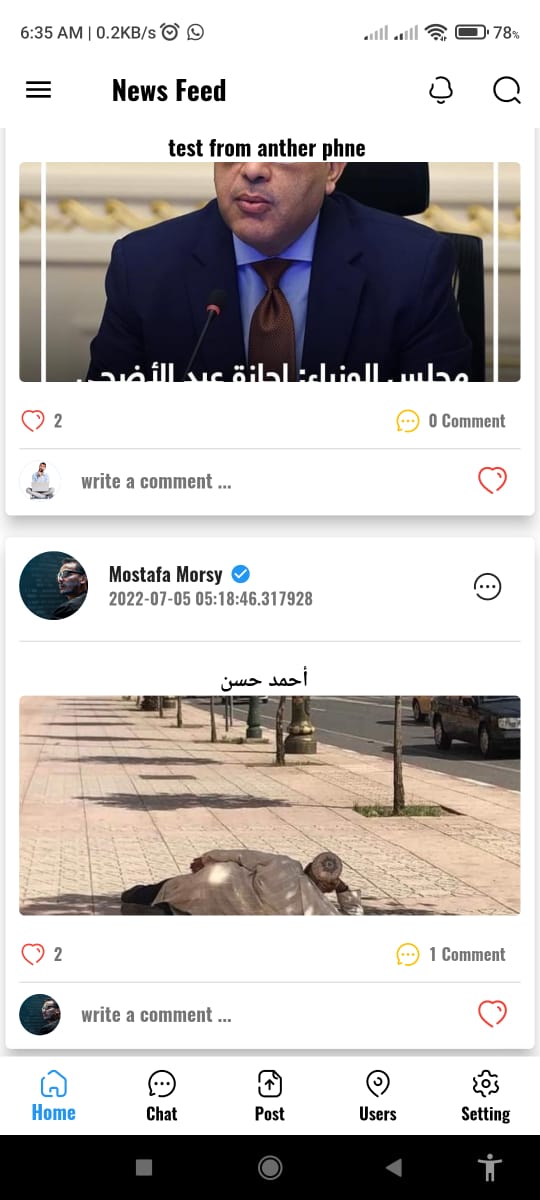 6:35 AM | 0.2KB/s
78%
News Feed
test from anther phne
مجلس الوزراء: إجازة عيد الأضحى
2
0 Comment
write a comment ...
Mostafa Morsy
2022-07-05 05:18:46.317928
أحمد حسن
2
1 Comment
write a comment ...
Home
Chat
Post
Users
Setting